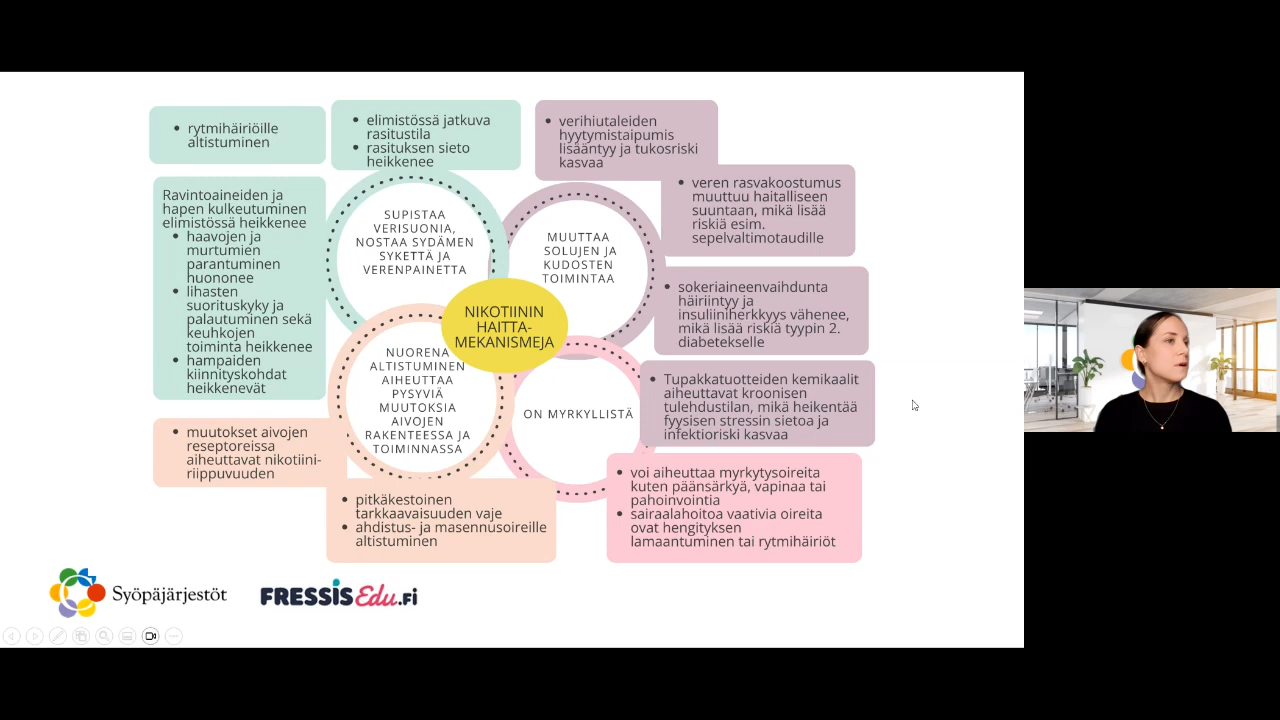 rytmihäiriöille
altistuminen
elimistössä jatkuva
rasitustila
rasituksen sieto
heikkenee
verihiutaleiden
hyytymistaipumis
lisääntyy ja tukosriski
kasvaa
veren rasvakoostumus
muuttuu haitalliseen
suuntaan, mikä lisää
riskiä esim.
sepelvaltimotaudille
Ravintoaineiden ja
hapen kulkeutuminen
elimistössä heikkenee
haavojen ja
murtumien
parantuminen
huononee
lihasten
suorituskyky ja
palautuminen sekä
keuhkojen
toiminta heikkenee
hampaiden
kiinnityskohdat
heikkenevät
SUPISTAA
VERISUONIA,
NOSTAA SYDÄMEN
SYKETTÄ JA
VERENPAINETTA
MUUTTAA
SOLUJEN JA
KUDOSTEN
TOIMINTAA
sokeriaineenvaihdunta
häiriintyy ja
insuliiniherkkyys vähenee,
mikä lisää riskiä tyypin 2.
diabetekselle
NIKOTIININ
HAITTA-
MEKANISMEJA
NUORENA
ALTISTUMINEN
AIHEUTTAA
PYSYVIÄ
MUUTOKSIA
AIVOJEN
RAKENTEESSA JA
TOIMINNASSA
ON MYRKYLLISTÄ
Tupakkatuotteiden kemikaalit
aiheuttavat kroonisen
tulehdustilan, mikä heikentää
fyysisen stressin sietoa ja
infektioriski kasvaa
muutokset aivojen
reseptoreissa
aiheuttavat nikotiini-
riippuvuuden
pitkäkestoinen
tarkkaavaisuuden vaje
ahdistus- ja masennusoireille
altistuminen
voi aiheuttaa myrkytysoireita
kuten päänsärkyä, vapinaa tai
pahoinvointia
sairaalahoitoa vaativia oireita
ovat hengityksen
lamaantuminen tai rytmihäiriöt
Syöpäjärjestöt
FRESSIS Edu.fi